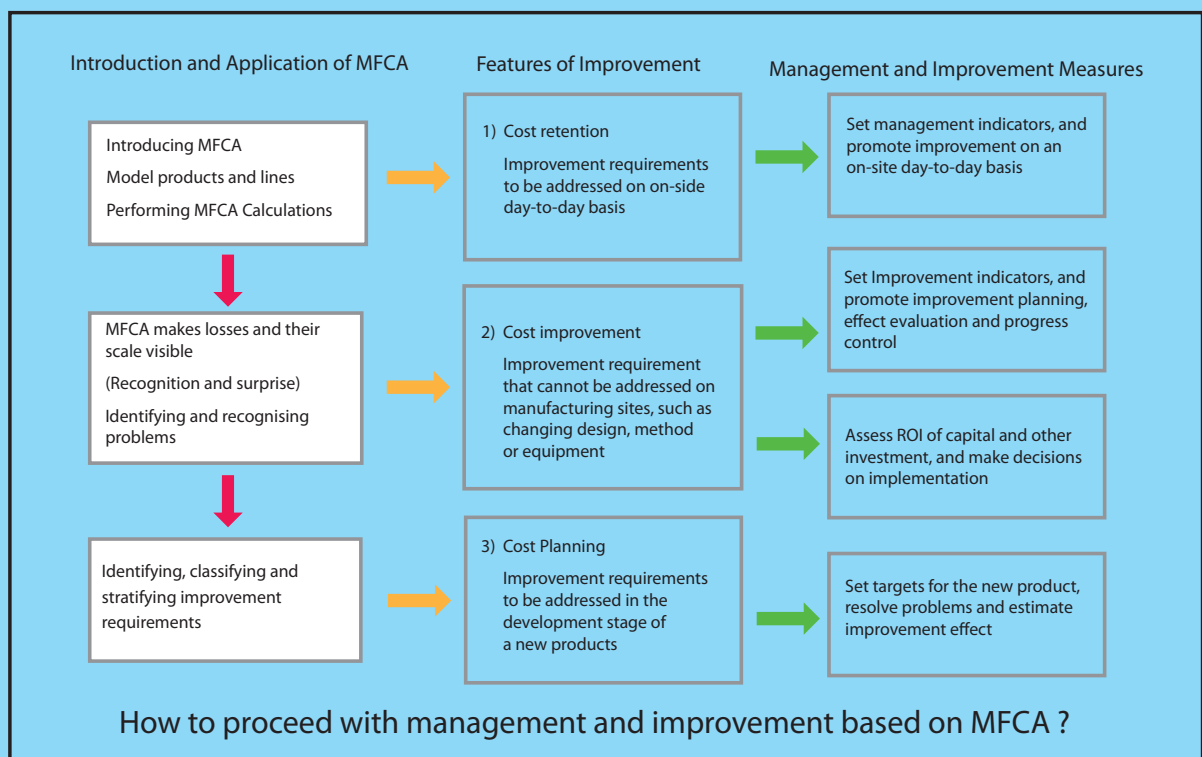 Introduction and Application of MFCA
Features of Improvement
Management and Improvement Measures
Introducing MFCA
Model products and lines
Performing MFCA Calculations
1) Cost retention
Improvement requirements
to be addressed on on-side
day-to-day basis
Set management indicators, and
promote improvement on an
on-site day-to-day basis
MFCA makes losses and their
scale visible
(Recognition and surprise)
Identifying and recognising
problems
2) Cost improvement
Improvement requirement
that cannot be addressed on
manufacturing sites, such as
changing design, method
or equipment
Set Improvement indicators, and
promote improvement planning,
effect evaluation and progress
control
Assess ROI of capital and other
investment, and make decisions
on implementation
Identifying, classifying and
stratifying improvement
requirements
3) Cost Planning
Improvement requirements
to be addressed in the
development stage of
a new products
Set targets for the new product,
resolve problems and estimate
improvement effect
How to proceed with management and improvement based on MFCA ?